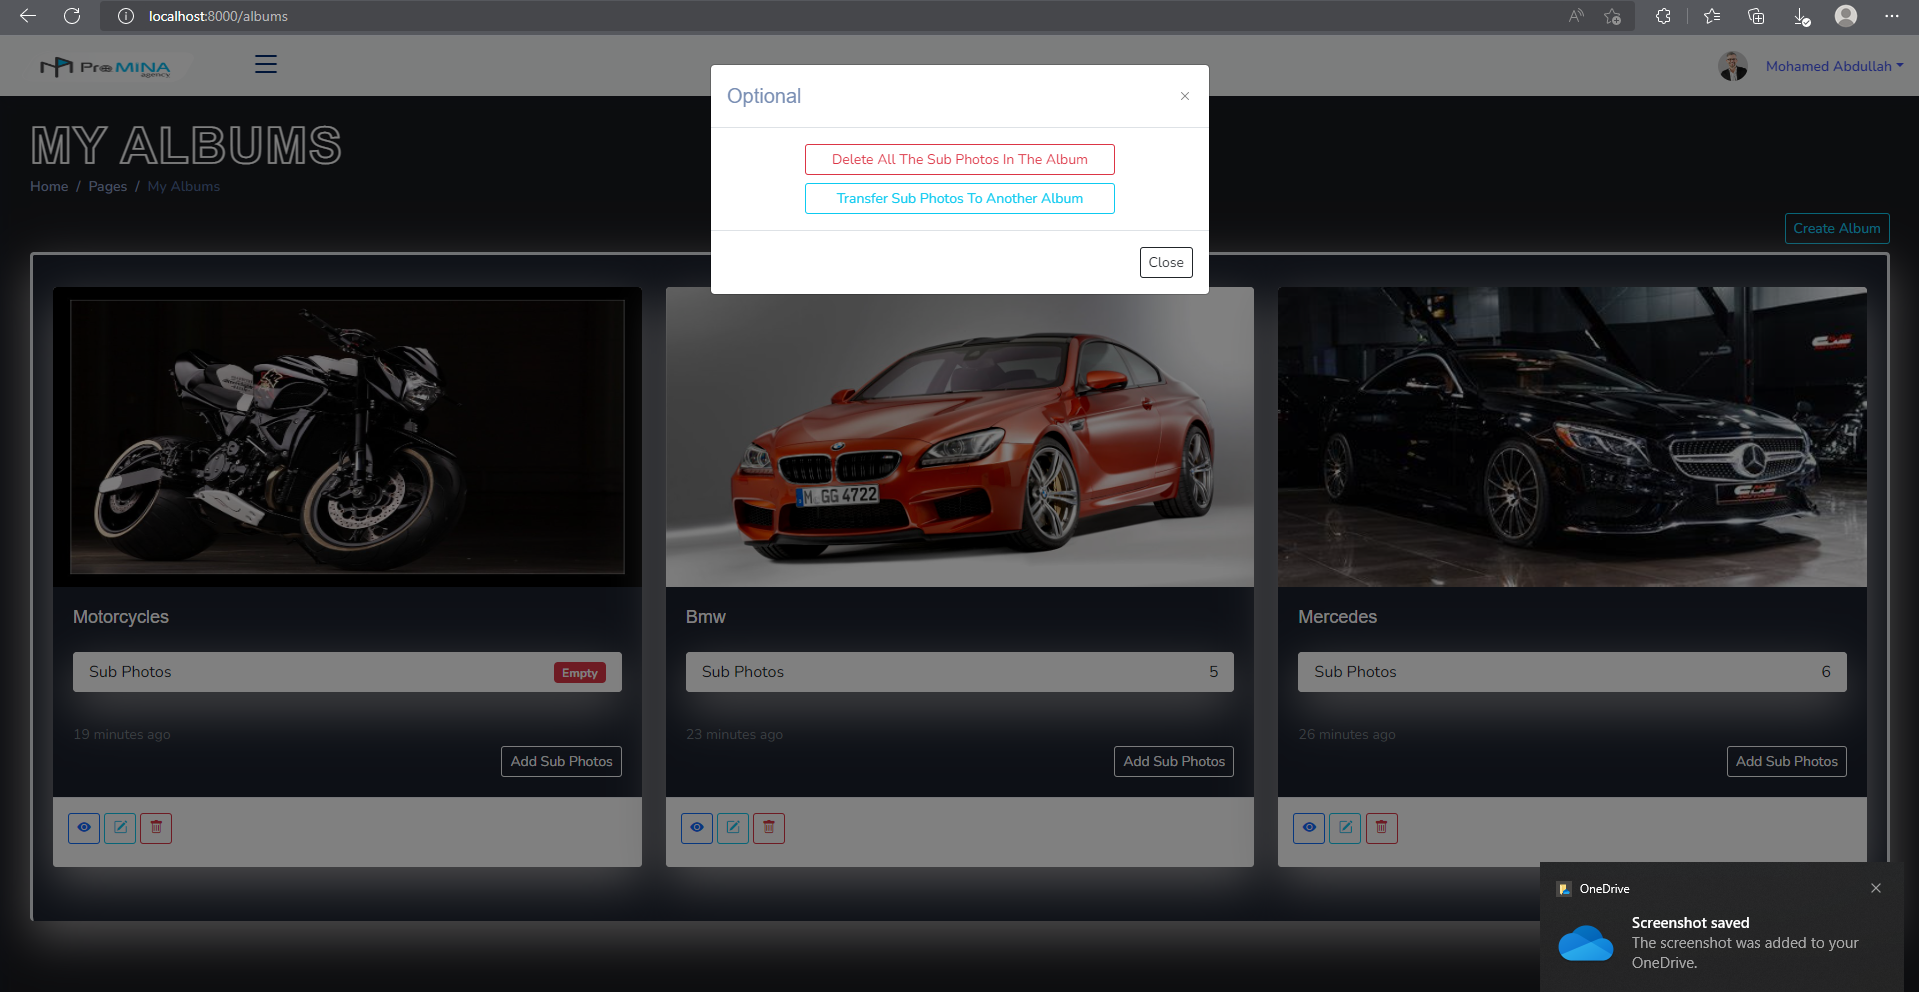 localhost:8000/albums
Pro MINA
agency
Mohamed Abdullah
Optional
Delete All The Sub Photos In The Album
Transfer Sub Photos To Another Album
Close
MY ALBUMS
Home / Pages / My Albums
Create Album
M GG 4722
Motorcycles
Sub Photos
Empty
19 minutes ago
Add Sub Photos
Bmw
Sub Photos
5
23 minutes ago
Add Sub Photos
Mercedes
Sub Photos
6
26 minutes ago
Add Sub Photos
OneDrive
Screenshot saved
The screenshot was added to your
OneDrive.